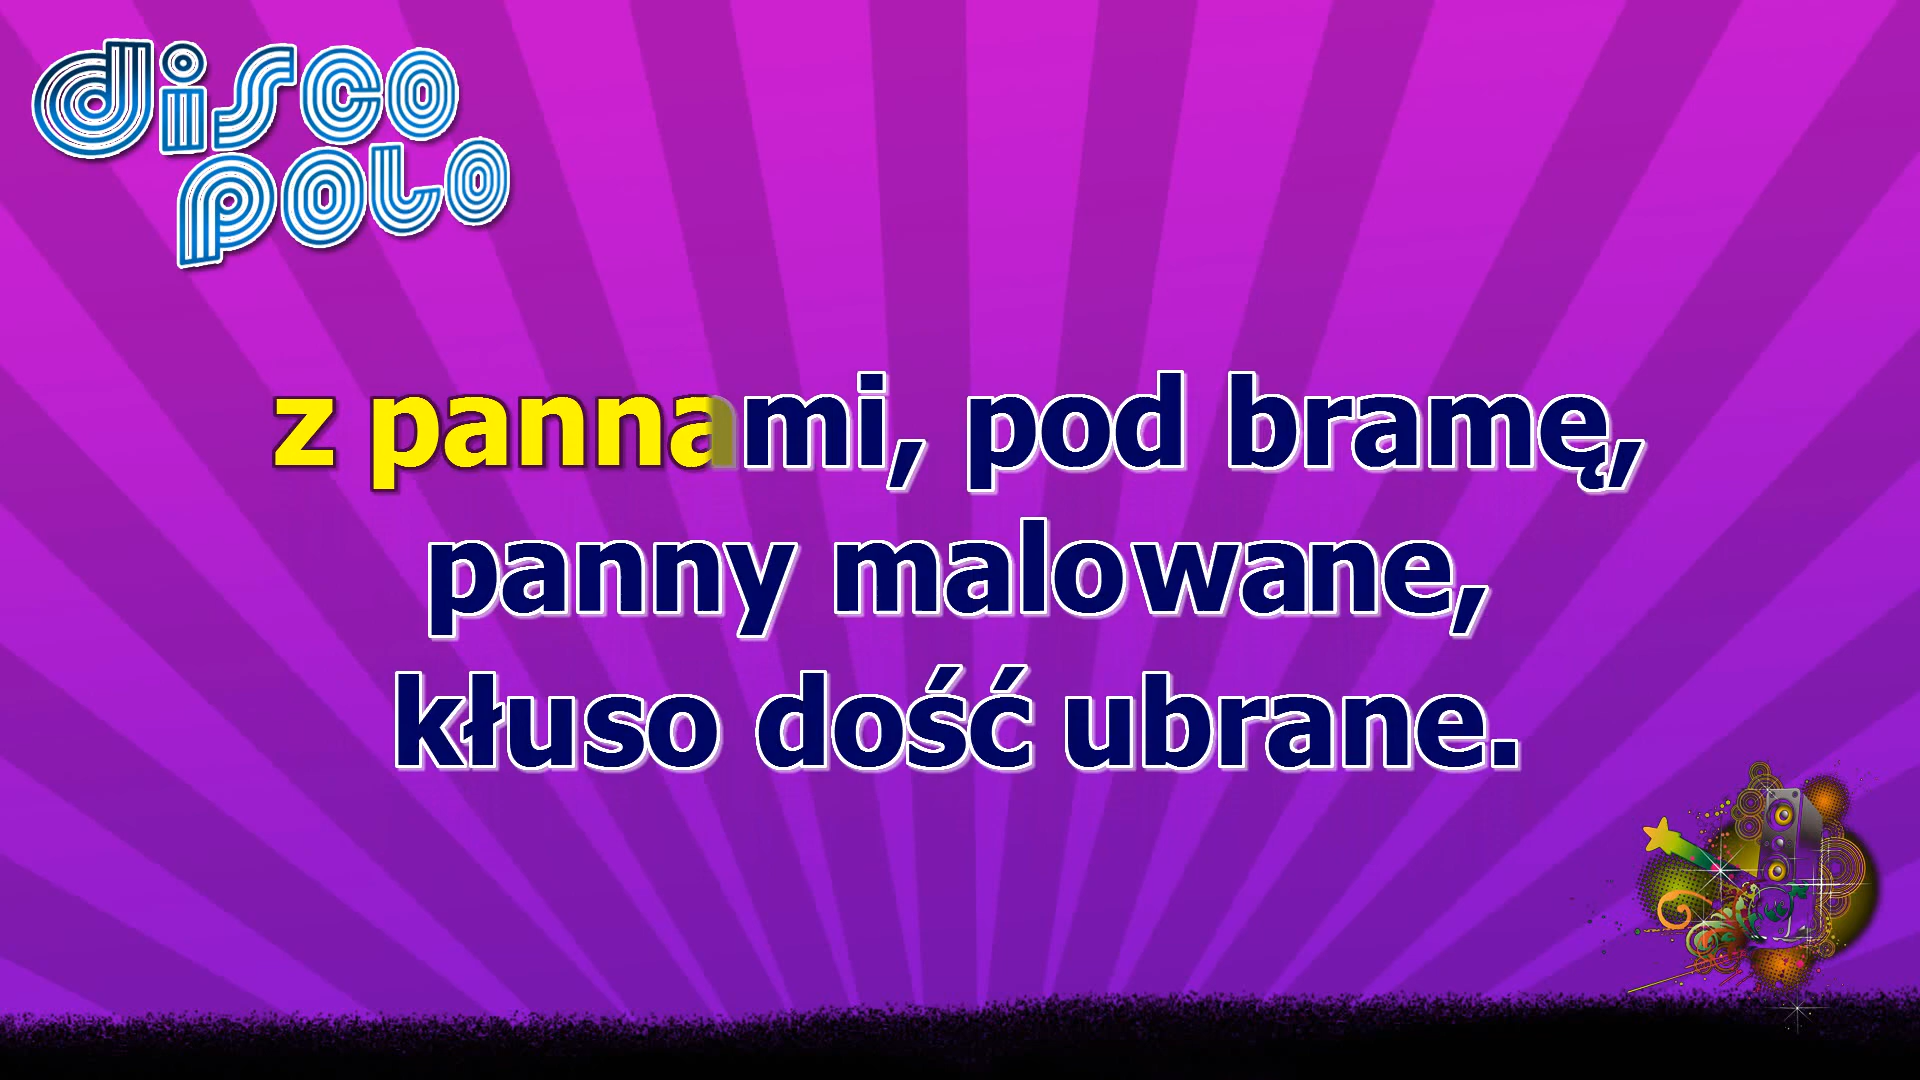 disco
polo
z pannami, pod bramę,
panny malowane,
kłuso dość ubrane.